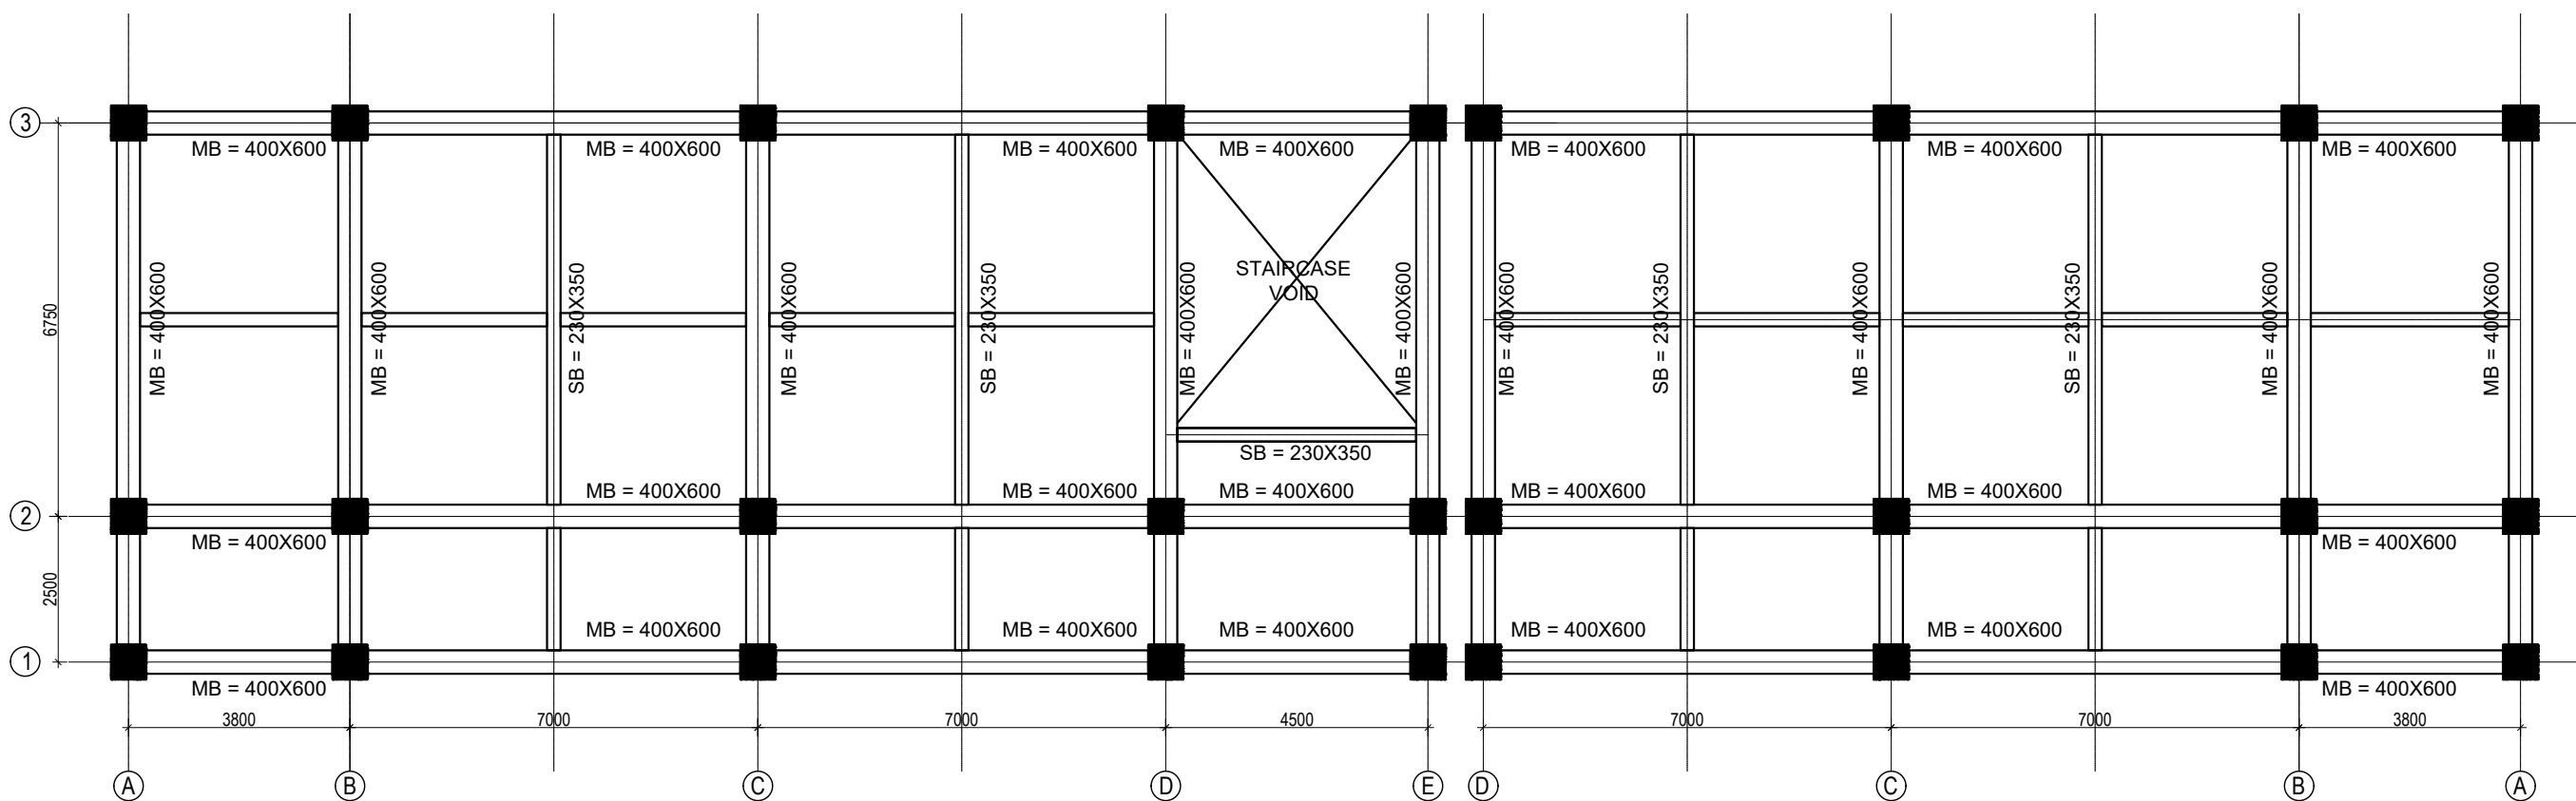 3
MB = 400X600
MB = 400X600
MB = 400X600
MB = 400X600
MB = 400X600
MB = 400X600
MB = 400X600
6750
MB = 400X600
MB = 400X600
SB = 230X350
MB = 400X600
SB = 230X350
MB = 400X600
STAIRCASE
VOID
MB = 400X600
MB = 400X600
SB = 230X350
MB = 400X600
SB = 230X350
MB = 400X600
MB = 400X600
SB = 230X350
MB = 400X600
MB = 400X600
MB = 400X600
MB = 400X600
MB = 400X600
2
MB = 400X600
MB = 400X600
2500
MB = 400X600
MB = 400X600
MB = 400X600
MB = 400X600
MB = 400X600
1
MB = 400X600
MB = 400X600
3800
7000
7000
4500
7000
7000
3800
A
B
C
D
E
D
C
B
A